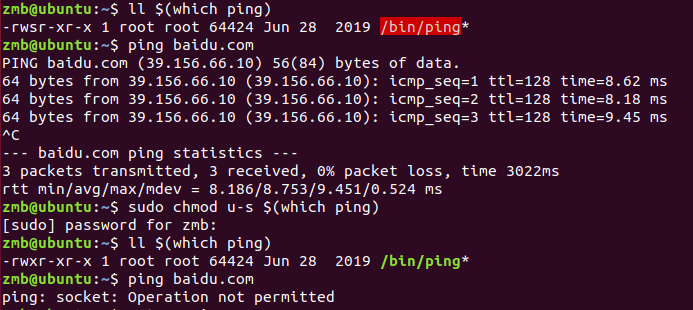 zmb@ubuntu:~$ ll $(which ping)
-rwsr-xr-x 1 root root 64424 Jun 28  2019 /bin/ping*
zmb@ubuntu:~$ ping baidu.com
PING baidu.com (39.156.66.10) 56(84) bytes of data.
64 bytes from 39.156.66.10 (39.156.66.10): icmp_seq=1 ttl=128 time=8.62 ms
64 bytes from 39.156.66.10 (39.156.66.10): icmp_seq=2 ttl=128 time=8.18 ms
64 bytes from 39.156.66.10 (39.156.66.10): icmp_seq=3 ttl=128 time=9.45 ms
^C
--- baidu.com ping statistics ---
3 packets transmitted, 3 received, 0% packet loss, time 3022ms
rtt min/avg/max/mdev = 8.186/8.753/9.451/0.524 ms
zmb@ubuntu:~$ sudo chmod u-s $(which ping)
[sudo] password for zmb:
zmb@ubuntu:~$ ll $(which ping)
-rwxr-xr-x 1 root root 64424 Jun 28  2019 /bin/ping*
zmb@ubuntu:~$ ping baidu.com
ping: socket: Operation not permitted